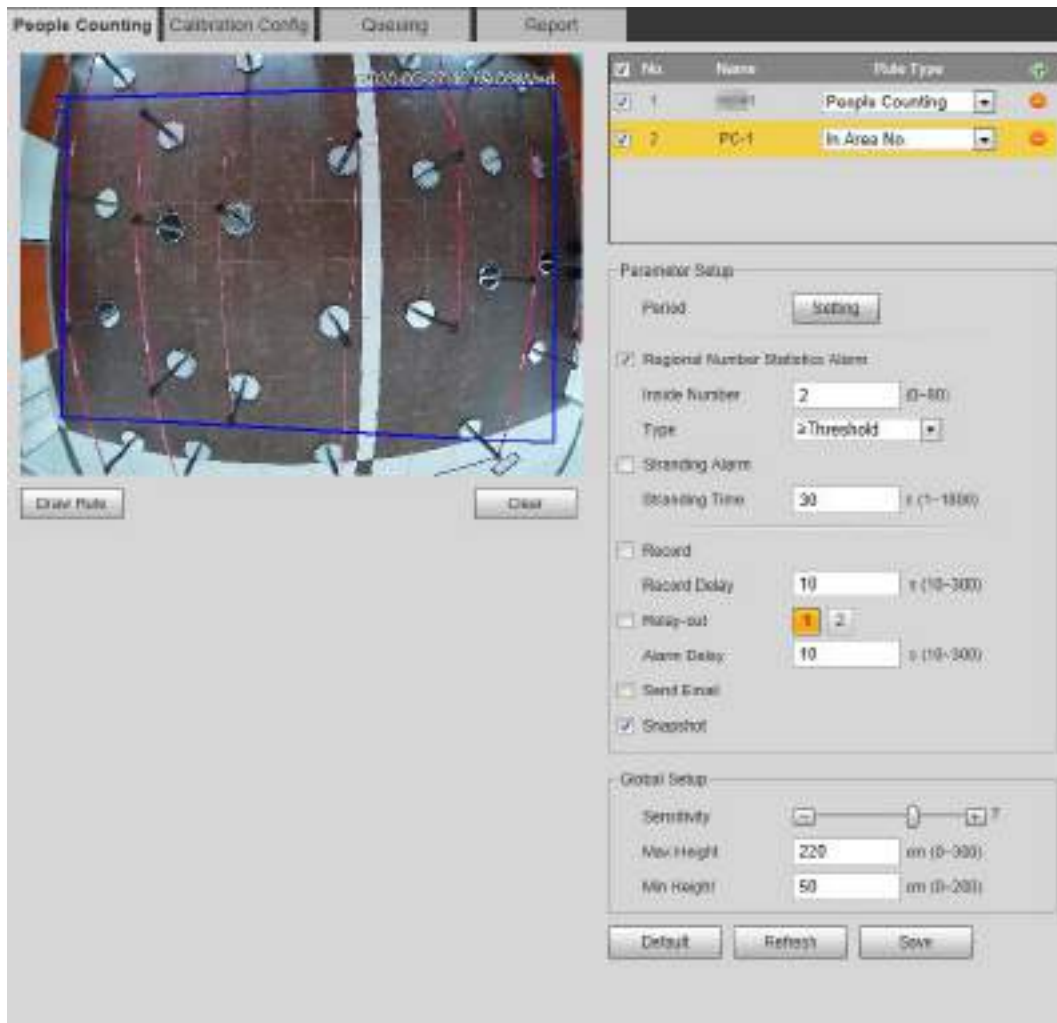 People Counting Calibration Config Queuing Report
No. Name Rule Type
1 People Counting
2 PC-1 In Area No.
Parameter Setup
Period Setting
Regional Number Statistics Alarm
Inside Number 2 (0~80)
Type ≥Threshold
Stranding Alarm
Stranding Time 30 s (1~1800)
Record
Record Delay 10 s (10~300)
Relay-out 1 2
Alarm Delay 10 s (10~300)
Send Email
Snapshot
Draw Rule Clear
Global Setup
Sensitivity 7
Max Height 220 cm (0~300)
Min Height 50 cm (0~200)
Default Refresh Save